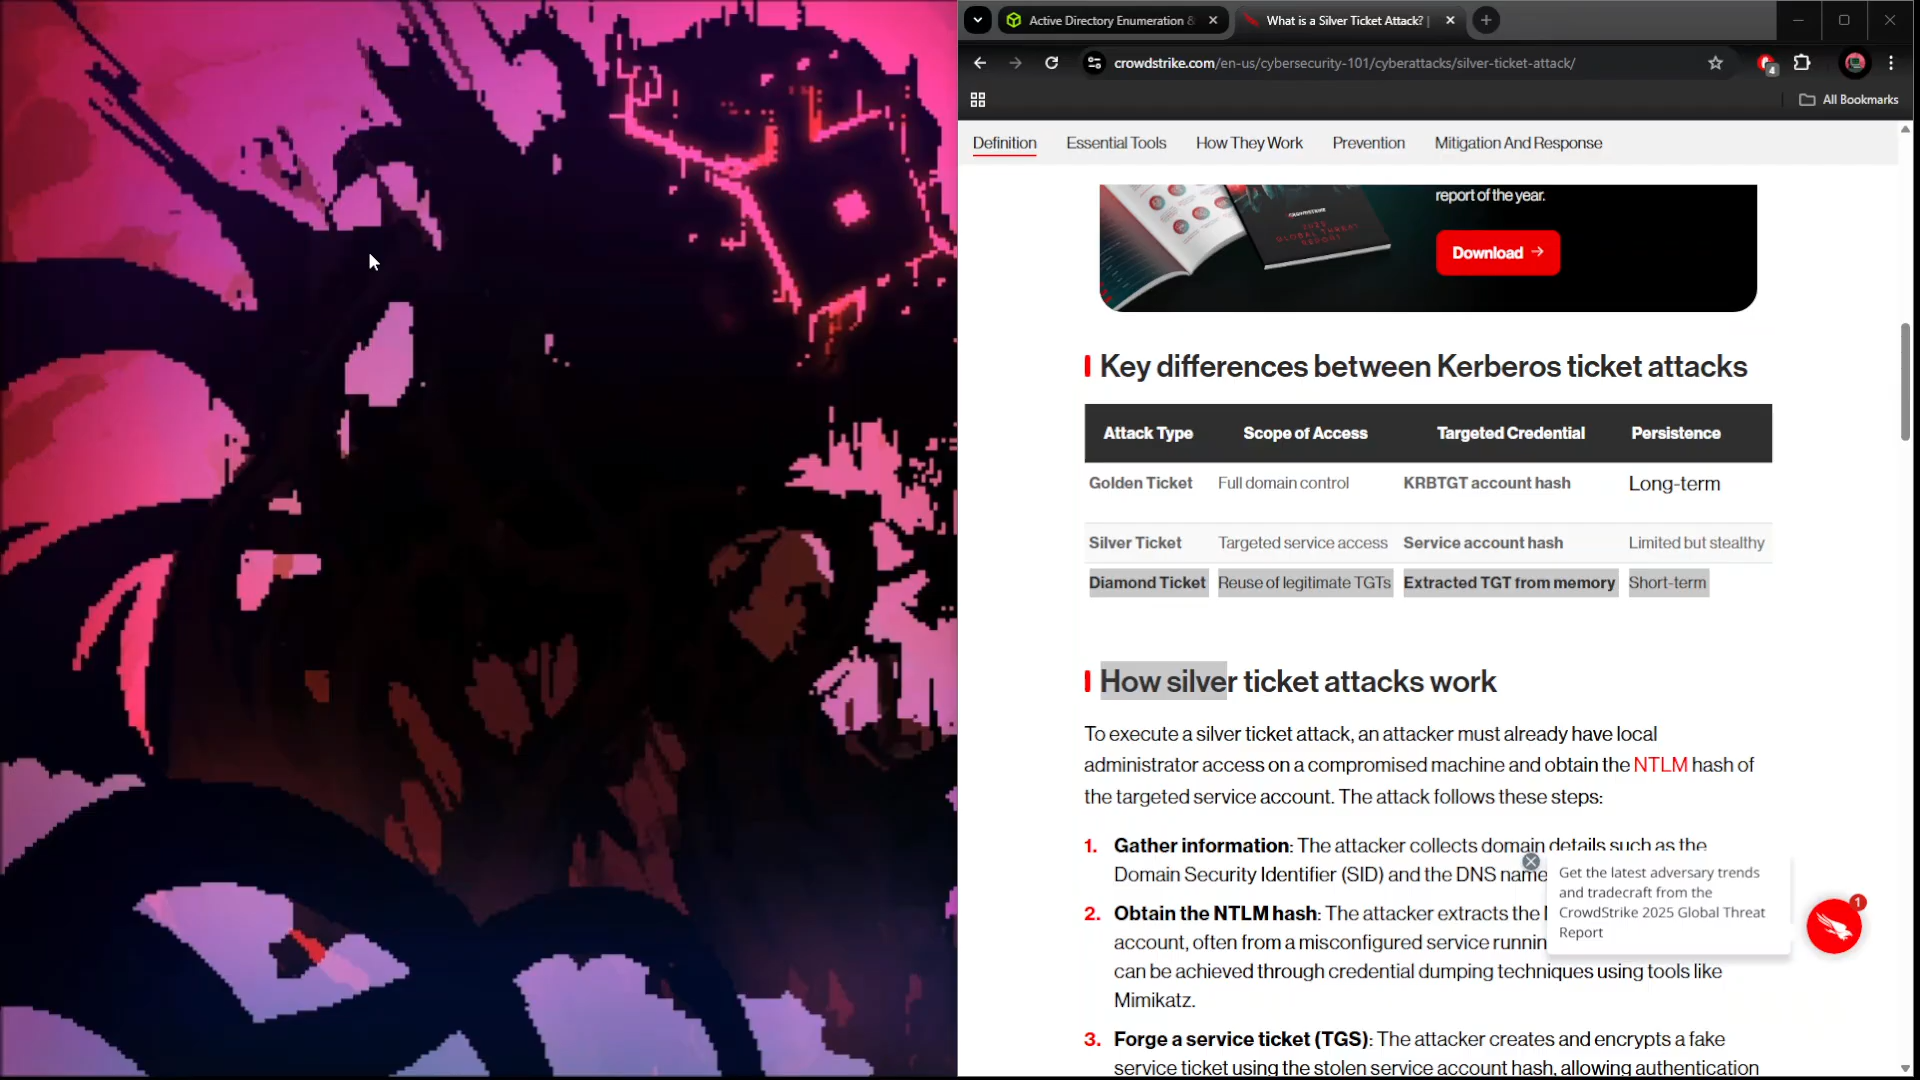 Active Directory Enumeration &
What is a Silver Ticket Attack? |
crowdstrike.com/en-us/cybersecurity-101/cyberattacks/silver-ticket-attack/
4
All Bookmarks
Definition
Essential Tools
How They Work
Prevention
Mitigation And Response
report of the year.
CROWDSTRIKE
2025
GLOBAL THREAT
REPORT
Download →
Key differences between Kerberos ticket attacks
Attack Type Scope of Access Targeted Credential Persistence
Golden Ticket Full domain control KRBTGT account hash Long-term
Silver Ticket Targeted service access Service account hash Limited but stealthy
Diamond Ticket Reuse of legitimate TGTs Extracted TGT from memory Short-term
How silver ticket attacks work
To execute a silver ticket attack, an attacker must already have local
administrator access on a compromised machine and obtain the NTLM hash of
the targeted service account. The attack follows these steps:
1. Gather information: The attacker collects domain details such as the
Domain Security Identifier (SID) and the DNS name
2. Obtain the NTLM hash: The attacker extracts the
account, often from a misconfigured service runnin
can be achieved through credential dumping techniques using tools like
Mimikatz.
3. Forge a service ticket (TGS): The attacker creates and encrypts a fake
service ticket using the stolen service account hash, allowing authentication
Get the latest adversary trends
and tradecraft from the
CrowdStrike 2025 Global Threat
Report
1